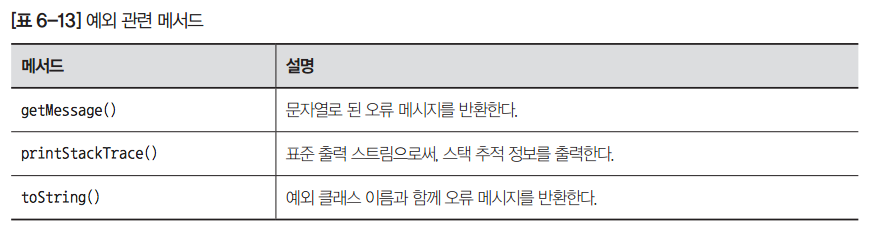 [표 6-13] 예외 관련 메서드
메서드 설명
getMessage() 문자열로 된 오류 메시지를 반환한다.
printStackTrace() 표준 출력 스트림으로써, 스택 추적 정보를 출력한다.
toString() 예외 클래스 이름과 함께 오류 메시지를 반환한다.